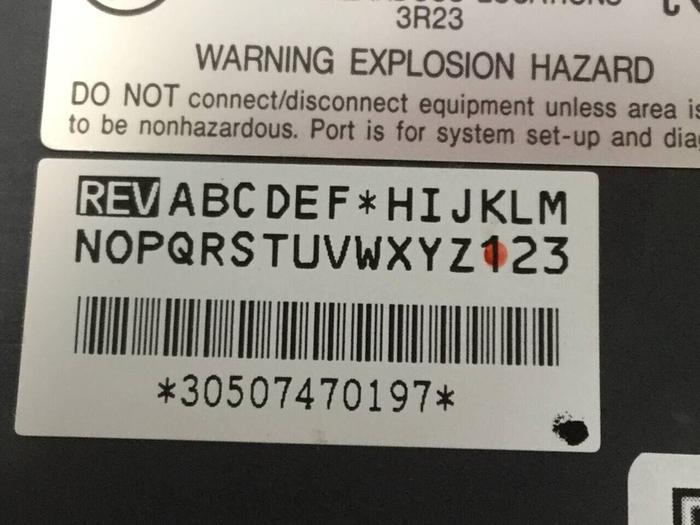 3R23
WARNING EXPLOSION HAZARD
DO NOT connect/disconnect equipment unless area is
to be nonhazardous. Port is for system set-up and
REV ABCDEF*HIJKLM
NOPQRSTUVWXYZ123
*30507470197*